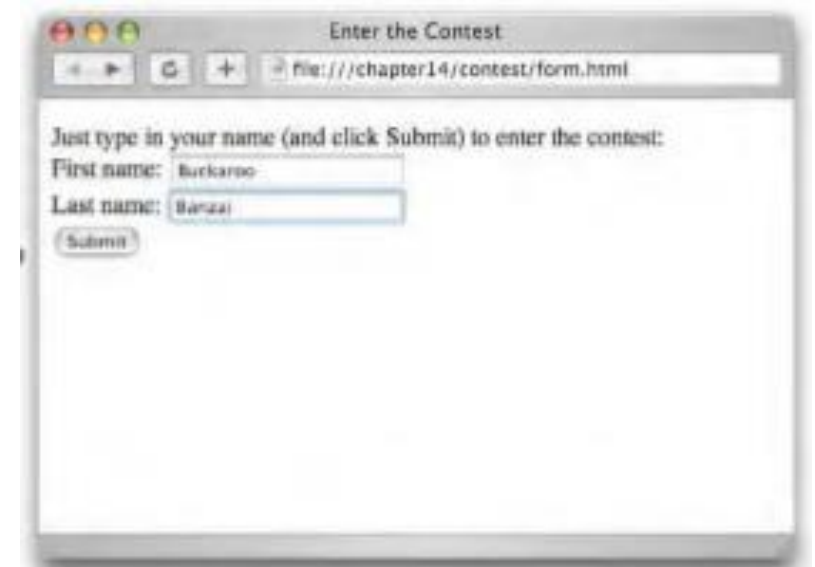 Enter the Contest
file:///chapter14/contest/form.html
Just type in your name (and click Submit) to enter the contest:
First name: Buckaroo
Last name: Banzai
Submit